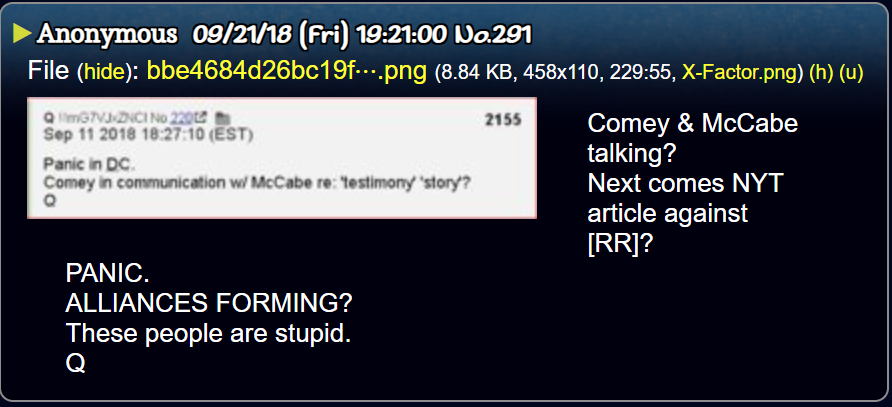 Anonymous 09/21/18 (Fri) 19:21:00 No.291
File (hide): bbe4684d26bc19f···.png (8.84 KB, 458x110, 229:55, X-Factor.png) (h) (u)
Q !!mG7VJxZNCI No.220 2155
Sep 11 2018 18:27:10 (EST)
Panic in DC.
Comey in communication w/ McCabe re: 'testimony' 'story'?
Q
Comey & McCabe
talking?
Next comes NYT
article against
[RR]?
PANIC.
ALLIANCES FORMING?
These people are stupid.
Q